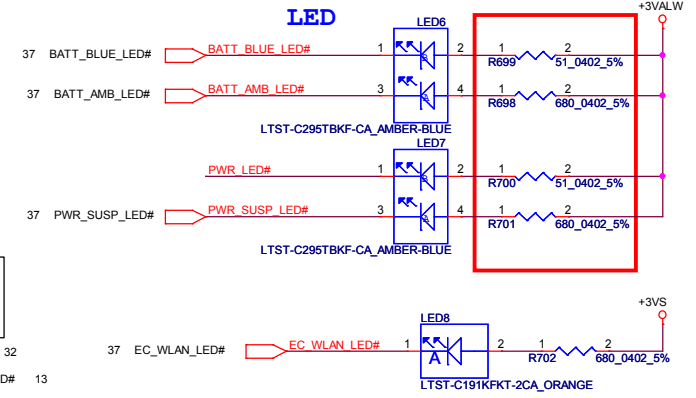 LED
+3VALW
LED6
37 BATT_BLUE_LED# BATT_BLUE_LED# 1 2 1 2
B
R699 51_0402_5%
37 BATT_AMB_LED# BATT_AMB_LED# 3 4 1 2
A
R698 680_0402_5%
LTST-C295TBKF-CA_AMBER-BLUE
LED7
PWR_LED# 1 2 1 2
B
R700 51_0402_5%
37 PWR_SUSP_LED# PWR_SUSP_LED# 3 4 1 2
A
R701 680_0402_5%
LTST-C295TBKF-CA_AMBER-BLUE
+3VS
LED8
32
37 EC_WLAN_LED# EC_WLAN_LED# 1 2 1 2
A
R702 680_0402_5%
D# 13
LTST-C191KFKT-2CA_ORANGE